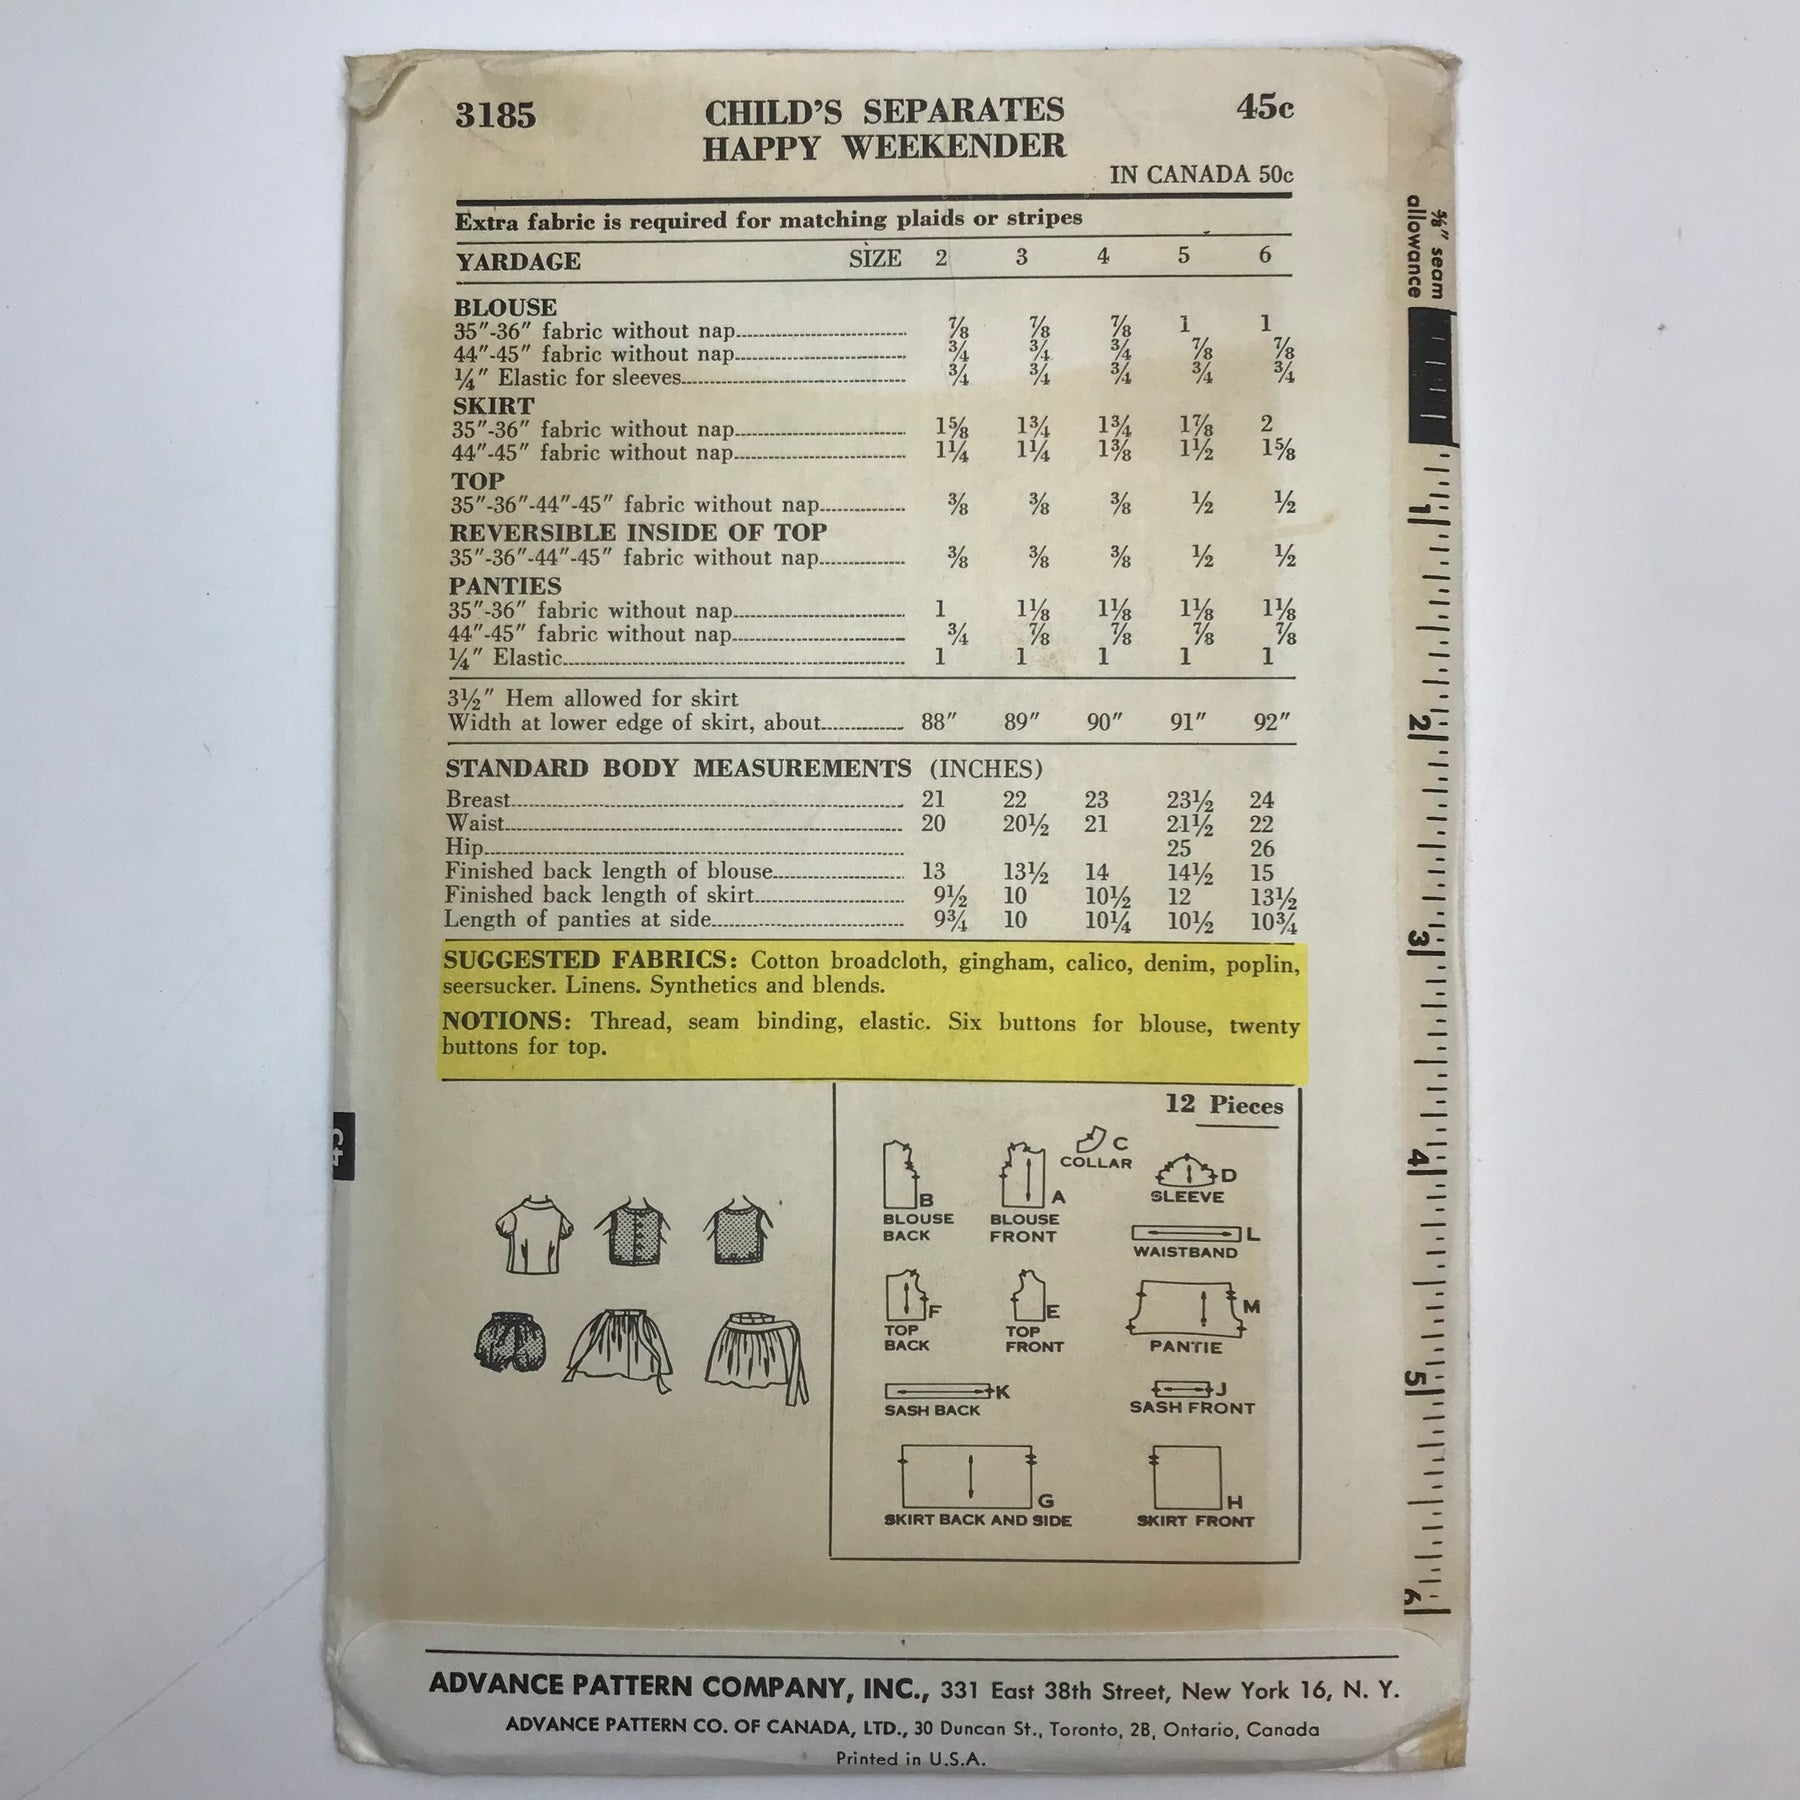 3185 CHILD'S SEPARATES 45c
HAPPY WEEKENDER
IN CANADA 50c
Extra fabric is required for matching plaids or stripes
YARDAGE SIZE 2 3 4 5 6
BLOUSE
35"-36" fabric without nap 7/8 7/8 7/8 1 1
44"-45" fabric without nap 3/4 3/4 3/4 7/8 7/8
1/4" Elastic for sleeves 3/4 3/4 3/4 3/4 3/4
SKIRT
35"-36" fabric without nap 1 5/8 1 3/4 1 3/4 1 7/8 2
44"-45" fabric without nap 1 1/4 1 1/4 1 3/8 1 1/2 1 5/8
TOP
35"-36"-44"-45" fabric without nap 3/8 3/8 3/8 1/2 1/2
REVERSIBLE INSIDE OF TOP
35"-36"-44"-45" fabric without nap 3/8 3/8 3/8 1/2 1/2
PANTIES
35"-36" fabric without nap 1 1 1/8 1 1/8 1 1/8 1 1/8
44"-45" fabric without nap 3/4 7/8 7/8 7/8 7/8
1/4" Elastic 1 1 1 1 1
3 1/2" Hem allowed for skirt
Width at lower edge of skirt, about 88" 89" 90" 91" 92"
STANDARD BODY MEASUREMENTS (INCHES)
Breast 21 22 23 23 1/2 24
Waist 20 20 1/2 21 21 1/2 22
Hip 25 26
Finished back length of blouse 13 13 1/2 14 14 1/2 15
Finished back length of skirt 9 1/2 10 10 1/2 12 13 1/2
Length of panties at side 9 3/4 10 10 1/4 10 1/2 10 3/4
SUGGESTED FABRICS: Cotton broadcloth, gingham, calico, denim, poplin,
seersucker. Linens. Synthetics and blends.
NOTIONS: Thread, seam binding, elastic. Six buttons for blouse, twenty
buttons for top.
12 Pieces
B
BLOUSE
BACK
A
BLOUSE
FRONT
C
COLLAR
D
SLEEVE
L
WAISTBAND
F
TOP
BACK
E
TOP
FRONT
M
PANTIE
K
SASH BACK
J
SASH FRONT
G
SKIRT BACK AND SIDE
H
SKIRT FRONT
5/8" seam
allowance
1
2
3
4
5
6
ADVANCE PATTERN COMPANY, INC., 331 East 38th Street, New York 16, N. Y.
ADVANCE PATTERN CO. OF CANADA, LTD., 30 Duncan St., Toronto, 2B, Ontario, Canada
Printed in U.S.A.